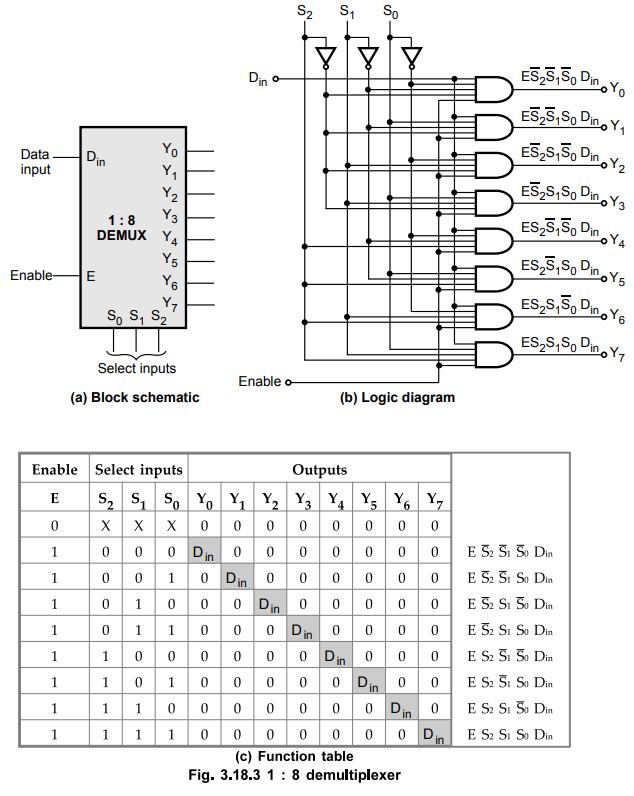 S₂ S₁ S₀
Din
ES̅₂S̅₁S̅₀ Din Y₀
ES̅₂S̅₁S₀ Din Y₁
ES̅₂S₁S̅₀ Din Y₂
ES̅₂S₁S₀ Din Y₃
ES₂S̅₁S̅₀ Din Y₄
ES₂S̅₁S₀ Din Y₅
ES₂S₁S̅₀ Din Y₆
ES₂S₁S₀ Din Y₇
Enable
(b) Logic diagram
Data
input
Din
Y₀
Y₁
Y₂
Y₃
Y₄
Y₅
Y₆
Y₇
1 : 8
DEMUX
Enable
E
S₀ S₁ S₂
Select inputs
(a) Block schematic
Enable Select inputs Outputs
E S₂ S₁ S₀ Y₀ Y₁ Y₂ Y₃ Y₄ Y₅ Y₆ Y₇
0 X X X 0 0 0 0 0 0 0 0
1 0 0 0 Din 0 0 0 0 0 0 0 E S̅₂ S̅₁ S̅₀ Din
1 0 0 1 0 Din 0 0 0 0 0 0 E S̅₂ S̅₁ S₀ Din
1 0 1 0 0 0 Din 0 0 0 0 0 E S̅₂ S₁ S̅₀ Din
1 0 1 1 0 0 0 Din 0 0 0 0 E S̅₂ S₁ S₀ Din
1 1 0 0 0 0 0 0 Din 0 0 0 E S₂ S̅₁ S̅₀ Din
1 1 0 1 0 0 0 0 0 Din 0 0 E S₂ S̅₁ S₀ Din
1 1 1 0 0 0 0 0 0 0 Din 0 E S₂ S₁ S̅₀ Din
1 1 1 1 0 0 0 0 0 0 0 Din E S₂ S₁ S₀ Din
(c) Function table
Fig. 3.18.3 1 : 8 demultiplexer